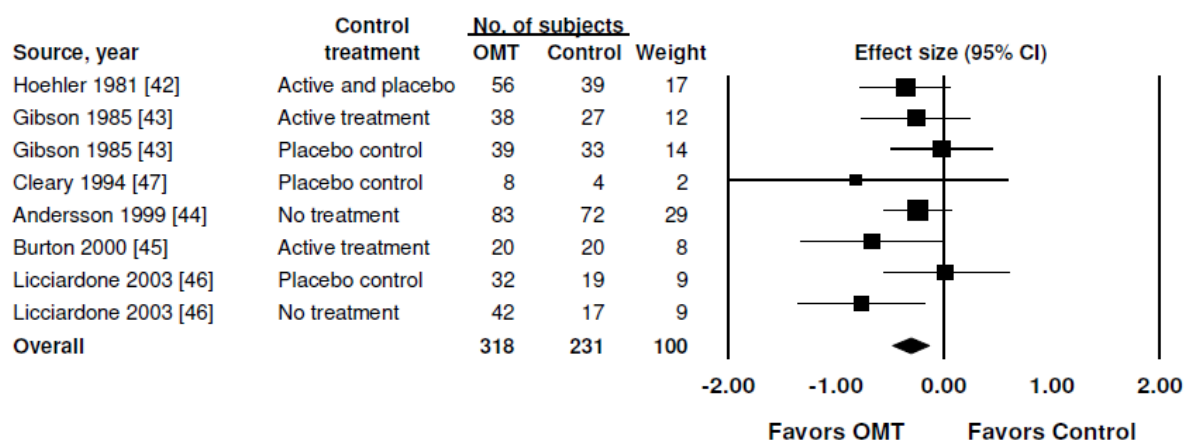 Control No. of subjects
Source, year treatment OMT Control Weight Effect size (95% CI)
Hoehler 1981 [42] Active and placebo 56 39 17
Gibson 1985 [43] Active treatment 38 27 12
Gibson 1985 [43] Placebo control 39 33 14
Cleary 1994 [47] Placebo control 8 4 2
Andersson 1999 [44] No treatment 83 72 29
Burton 2000 [45] Active treatment 20 20 8
Licciardone 2003 [46] Placebo control 32 19 9
Licciardone 2003 [46] No treatment 42 17 9
Overall 318 231 100
-2.00 -1.00 0.00 1.00 2.00
Favors OMT Favors Control